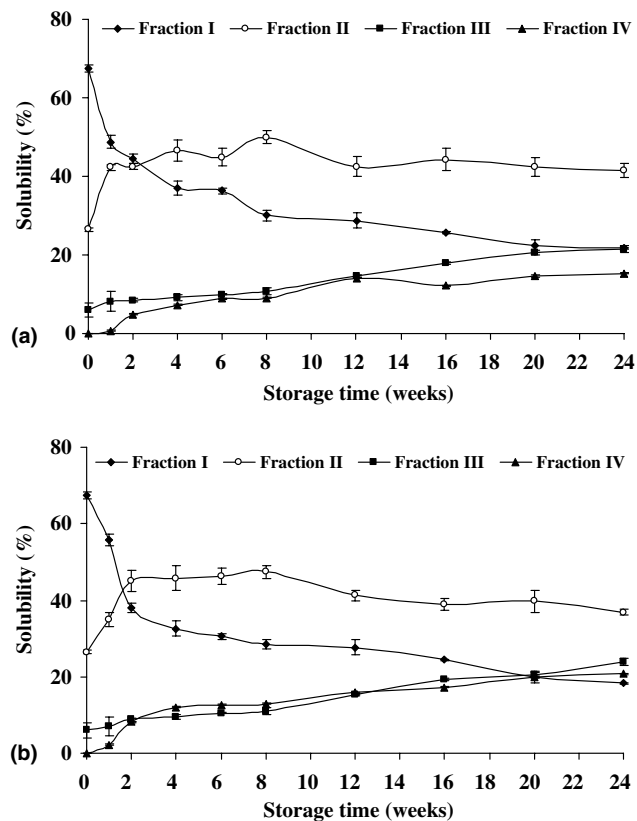 Fraction I Fraction II Fraction III Fraction IV
80
60
40
20
0
Solubility (%)
0 2 4 6 8 10 12 14 16 18 20 22 24
Storage time (weeks)
(a)
Fraction I Fraction II Fraction III Fraction IV
80
60
40
20
0
Solubility (%)
0 2 4 6 8 10 12 14 16 18 20 22 24
Storage time (weeks)
(b)